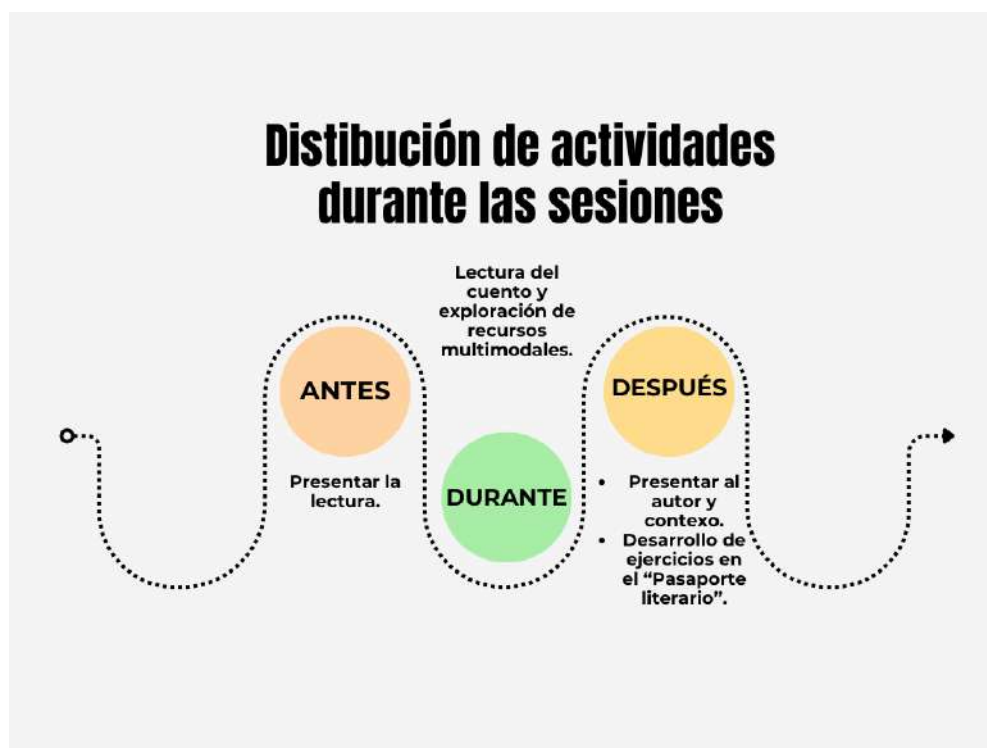 Distibución de actividades
durante las sesiones
ANTES
Presentar la
lectura.
Lectura del
cuento y
exploración de
recursos
multimodales.
DURANTE
DESPUÉS
• Presentar al
autor y
contexo.
• Desarrollo de
ejercicios en
el “Pasaporte
literario”.